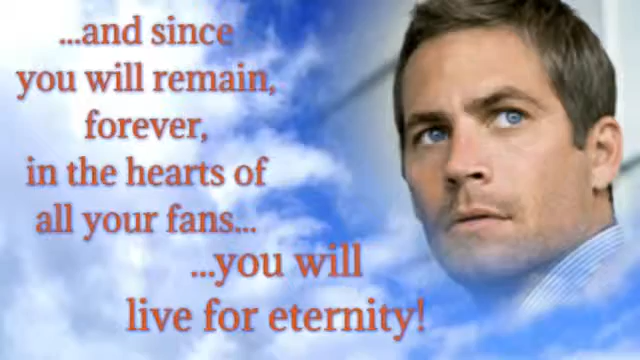 ...and since
you will remain,
forever,
in the hearts of
all your fans...
...you will
live for eternity!